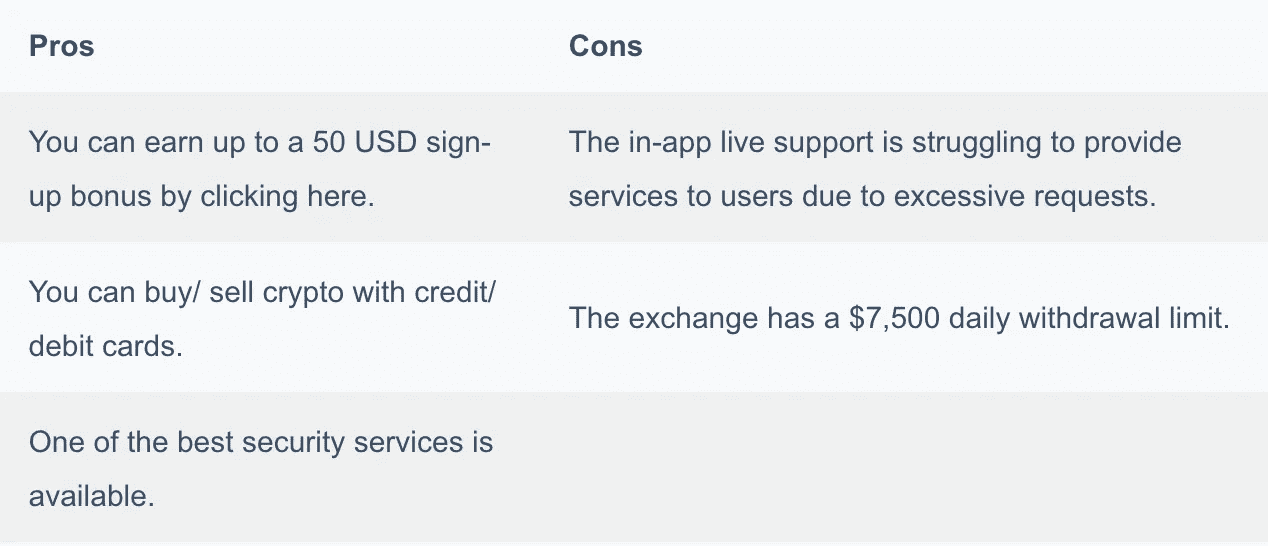 Pros
Cons
You can earn up to a 50 USD sign-
up bonus by clicking here.
The in-app live support is struggling to provide
services to users due to excessive requests.
You can buy/ sell crypto with credit/
debit cards.
The exchange has a $7,500 daily withdrawal limit.
One of the best security services is
available.